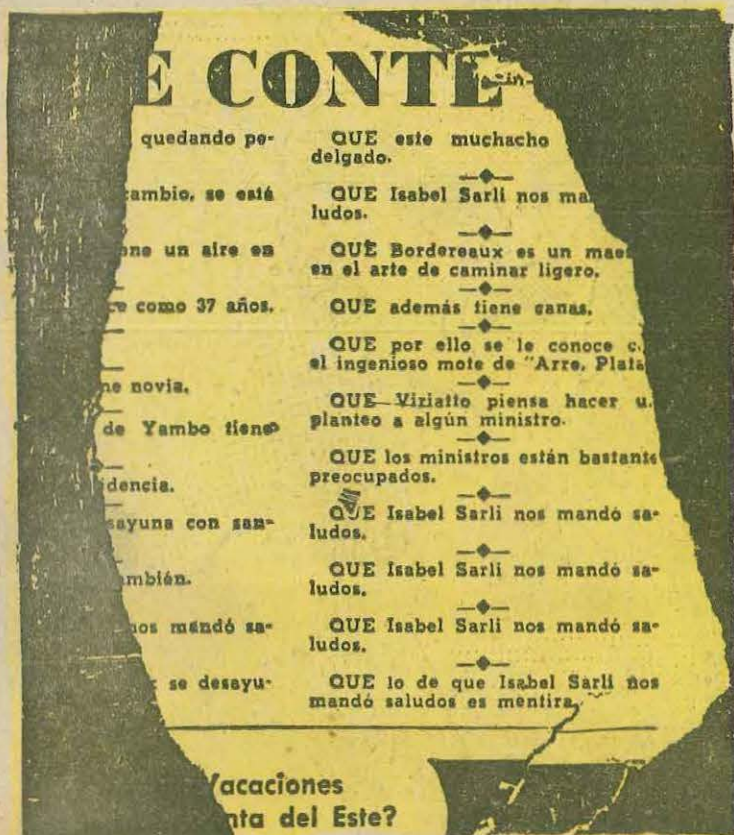 E CONTE
quedando pe-
cambio, se está
ne un aire en
e como 37 años.
ne novia.
de Yambo tiene
dencia.
sayuna con san-
ambién.
nos mandó sa-
se desayu-
QUE este muchacho
delgado.
QUE Isabel Sarli nos ma
ludos.
QUE Bordereaux es un maes
en el arte de caminar ligero.
QUE además tiene canas.
QUE por ello se le conoce c
el ingenioso mote de "Arre, Plata
QUE Viriatto piensa hacer u
planteo a algún ministro.
QUE los ministros están bastante
preocupados.
QUE Isabel Sarli nos mandó sa-
ludos.
QUE Isabel Sarli nos mandó sa-
ludos.
QUE Isabel Sarli nos mandó sa-
ludos.
QUE lo de que Isabel Sarli nos
mandó saludos es mentira.
Vacaciones
nta del Este?